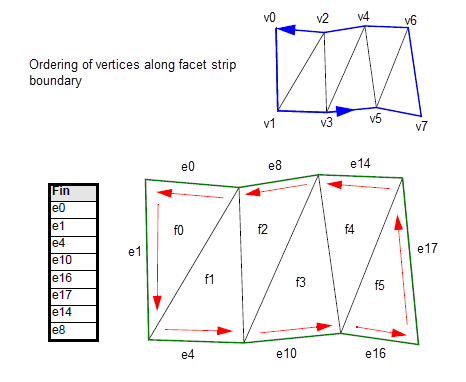 v0
v2
v4
v6
Ordering of vertices along facet strip
boundary
v1
v3
v5
v7
e0
e8
e14
Fin
e0
e1
e4
e10
e16
e17
e14
e8
e1
f0
f2
f4
e17
f1
f3
f5
e4
e10
e16